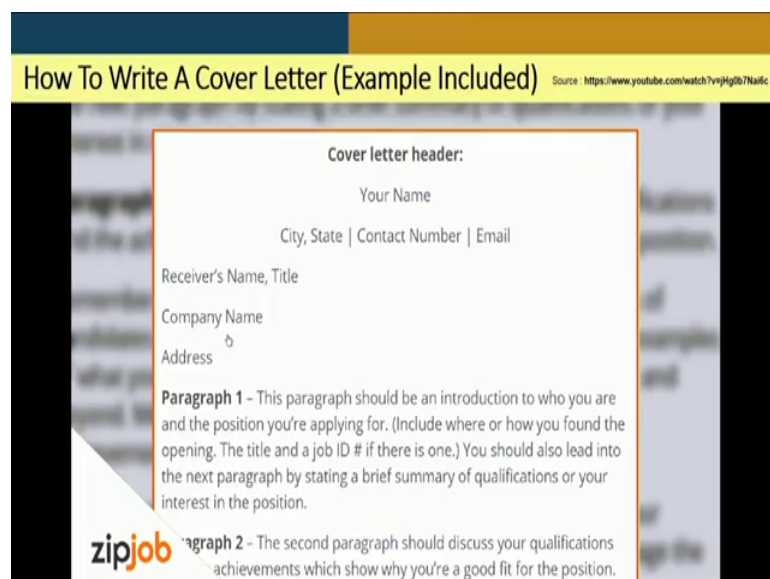 How To Write A Cover Letter (Example Included)
Source : https://www.youtube.com/watch?v=jHg0b7Nai6c
Cover letter header:
Your Name
City, State | Contact Number | Email
Receiver's Name, Title
Company Name
Address
Paragraph 1 – This paragraph should be an introduction to who you are
and the position you're applying for. (Include where or how you found the
opening. The title and a job ID # if there is one.) You should also lead into
the next paragraph by stating a brief summary of qualifications or your
interest in the position.
agraph 2 – The second paragraph should discuss your qualifications
achievements which show why you're a good fit for the position.
zipjob